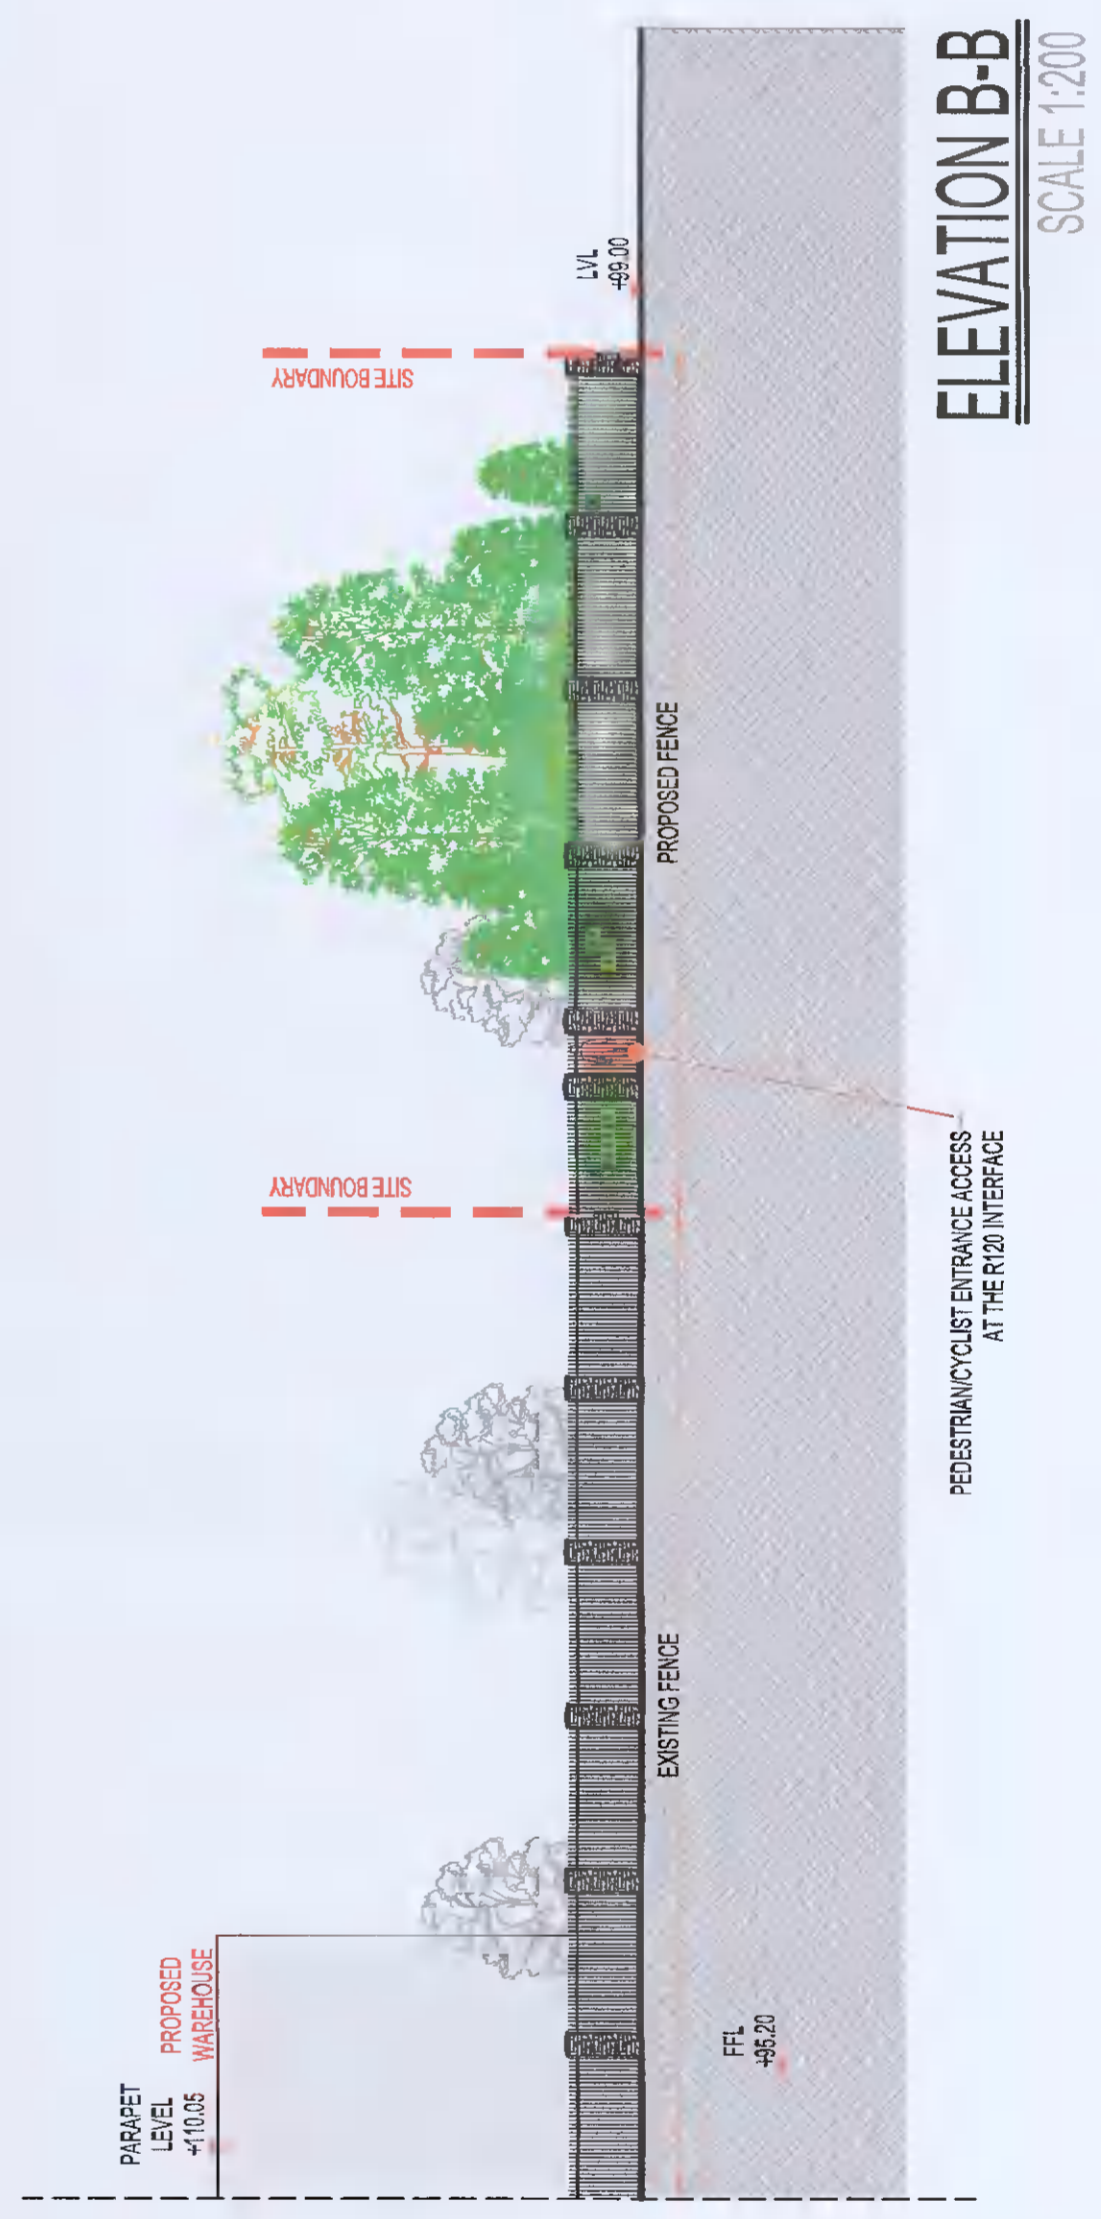 PARAPET
LEVEL
+110.05
PROPOSED
WAREHOUSE
SITE BOUNDARY
SITE BOUNDARY
LVL
+99.00
EXISTING FENCE
PROPOSED FENCE
FFL
+95.20
PEDESTRIAN/CYCLIST ENTRANCE ACCESS
AT THE R120 INTERFACE
ELEVATION B-B
SCALE 1:200